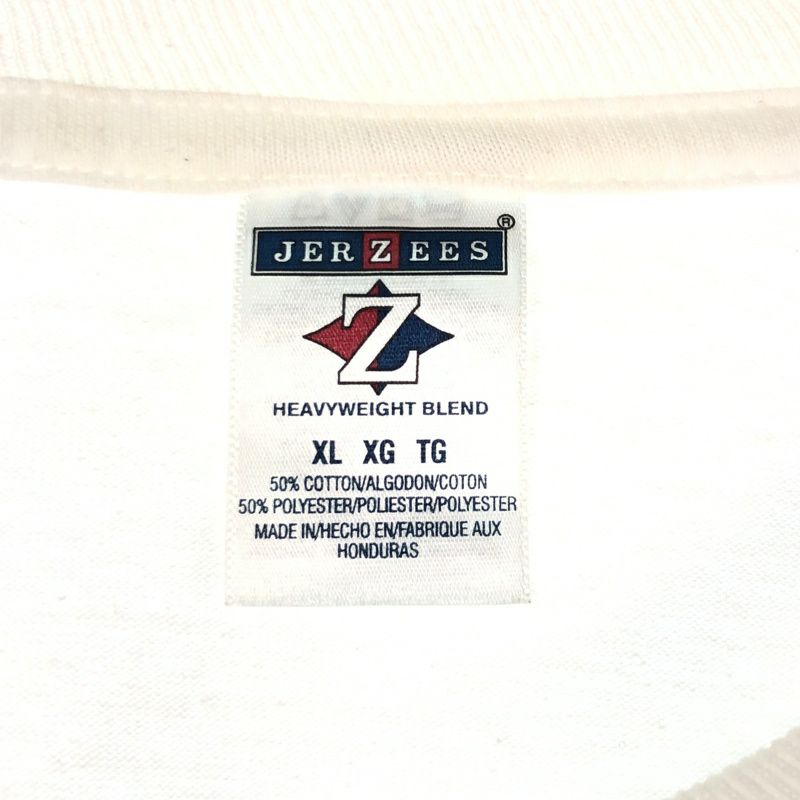 JERZEES®
Z
HEAVYWEIGHT BLEND
XL XG TG
50% COTTON/ALGODON/COTON
50% POLYESTER/POLIESTER/POLYESTER
MADE IN/HECHO EN/FABRIQUE AUX
HONDURAS